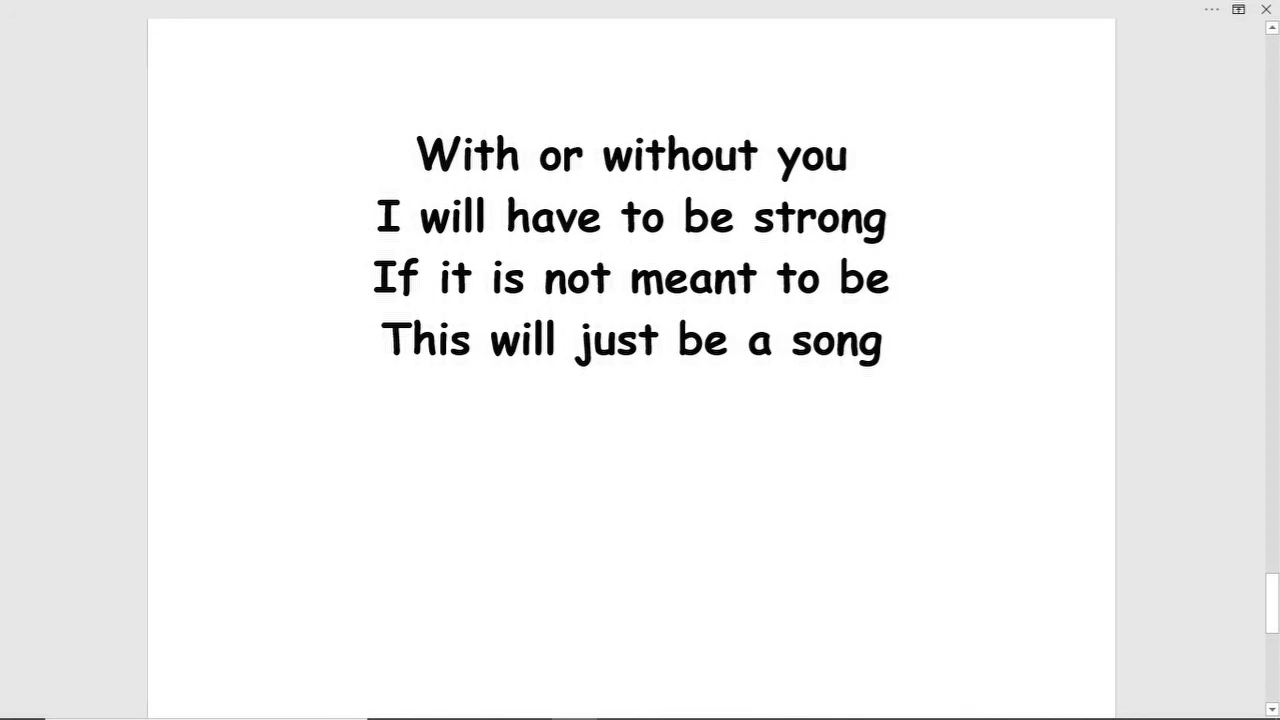 With or without you
I will have to be strong
If it is not meant to be
This will just be a song